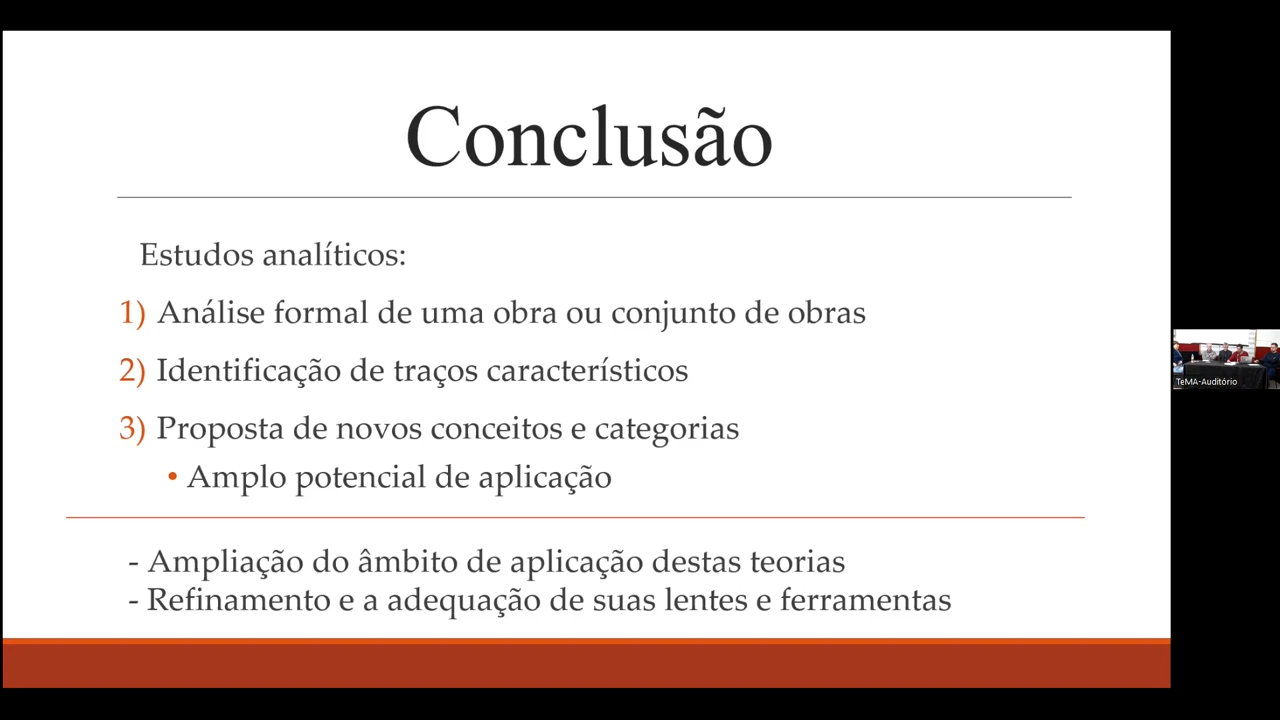 Conclusão
Estudos analíticos:
1) Análise formal de uma obra ou conjunto de obras
2) Identificação de traços característicos
3) Proposta de novos conceitos e categorias
• Amplo potencial de aplicação
- Ampliação do âmbito de aplicação destas teorias
- Refinamento e a adequação de suas lentes e ferramentas
TeMA-Auditório